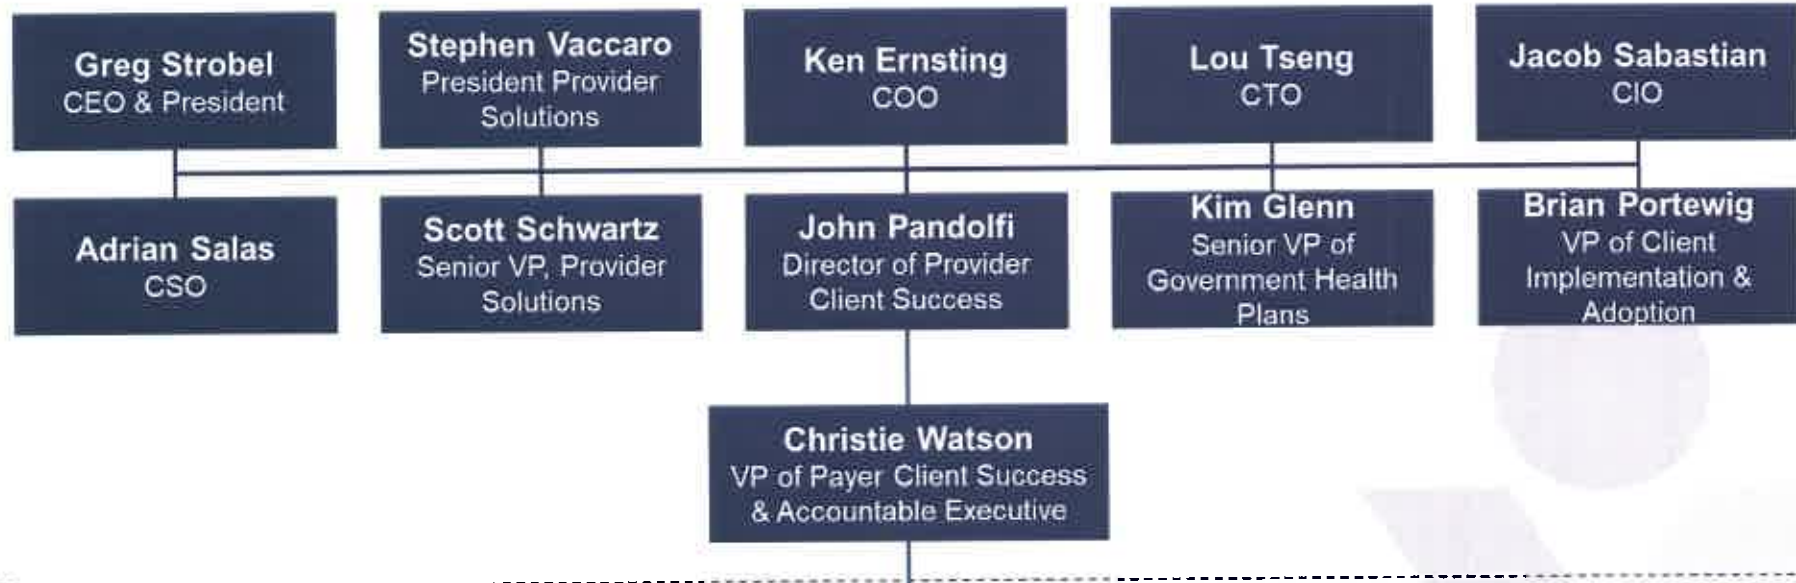 Greg Strobel
CEO & President
Stephen Vaccaro
President Provider
Solutions
Ken Ernsting
COO
Lou Tseng
CTO
Jacob Sabastian
CIO
Adrian Salas
CSO
Scott Schwartz
Senior VP, Provider
Solutions
John Pandolfi
Director of Provider
Client Success
Kim Glenn
Senior VP of
Government Health
Plans
Brian Portewig
VP of Client
Implementation &
Adoption
Christie Watson
VP of Payer Client Success
& Accountable Executive